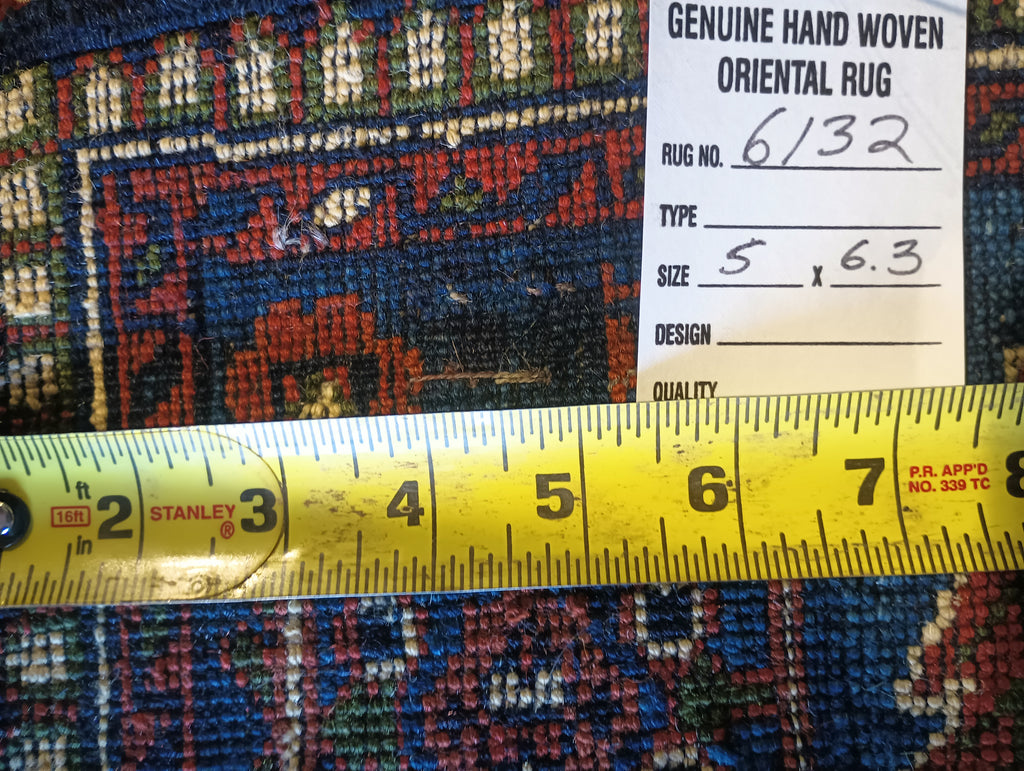 GENUINE HAND WOVEN
ORIENTAL RUG
RUG NO. 6132
TYPE
SIZE 5 X 6.3
DESIGN
QUALITY
ft
16ft 2 STANLEY® 3 4 5 6 7 P.R. APP'D 8
NO. 339 TC
in